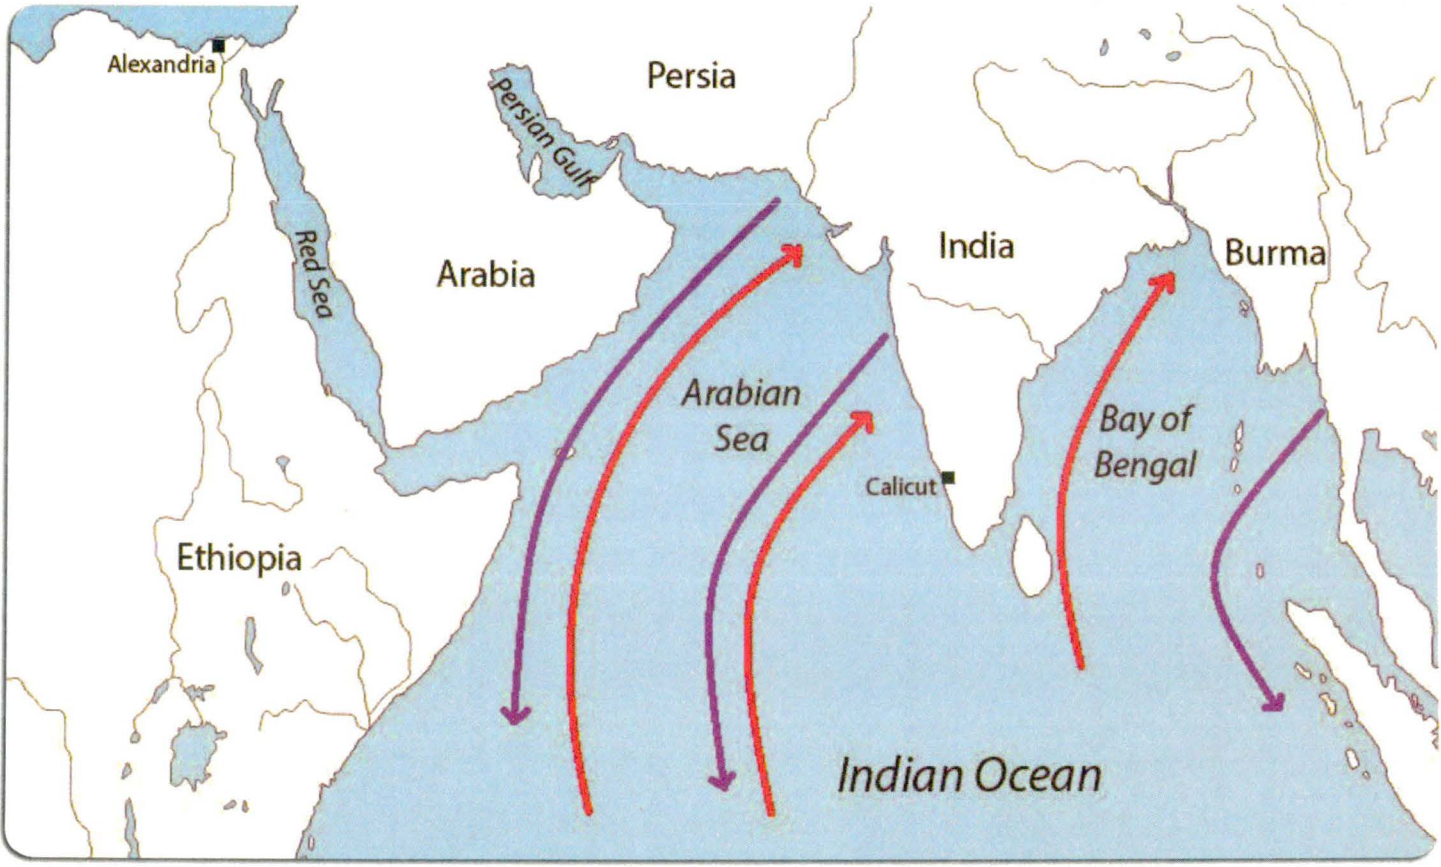 Alexandria
Persia
Persian Gulf
Red Sea
Arabia
India
Burma
Arabian
Sea
Bay of
Bengal
Calicut
Ethiopia
Indian Ocean